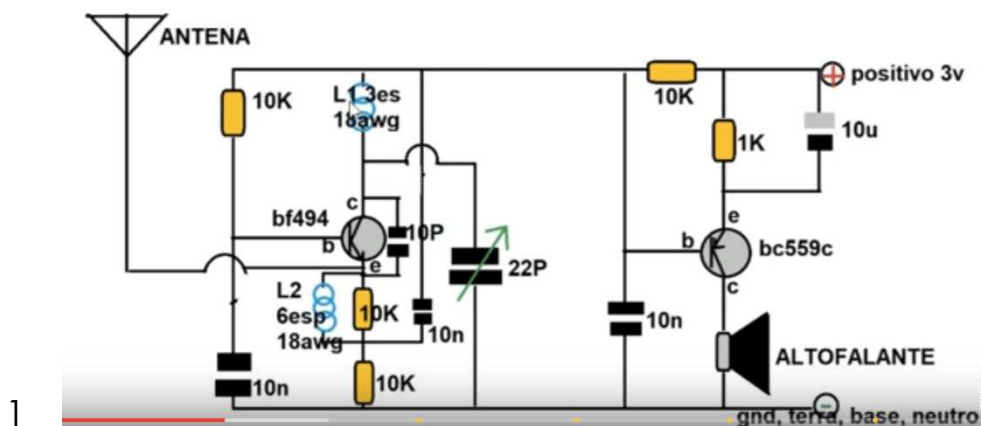 ANTENA
positivo 3v
10K
L1 3es
18awg
10K
1K
10u
c
bf494
b
10P
e
e
b
bc559c
c
22P
L2
6esp
18awg
10K
10n
10n
10K
10n
ALTOFALANTE
gnd, terra, base, neutro
1